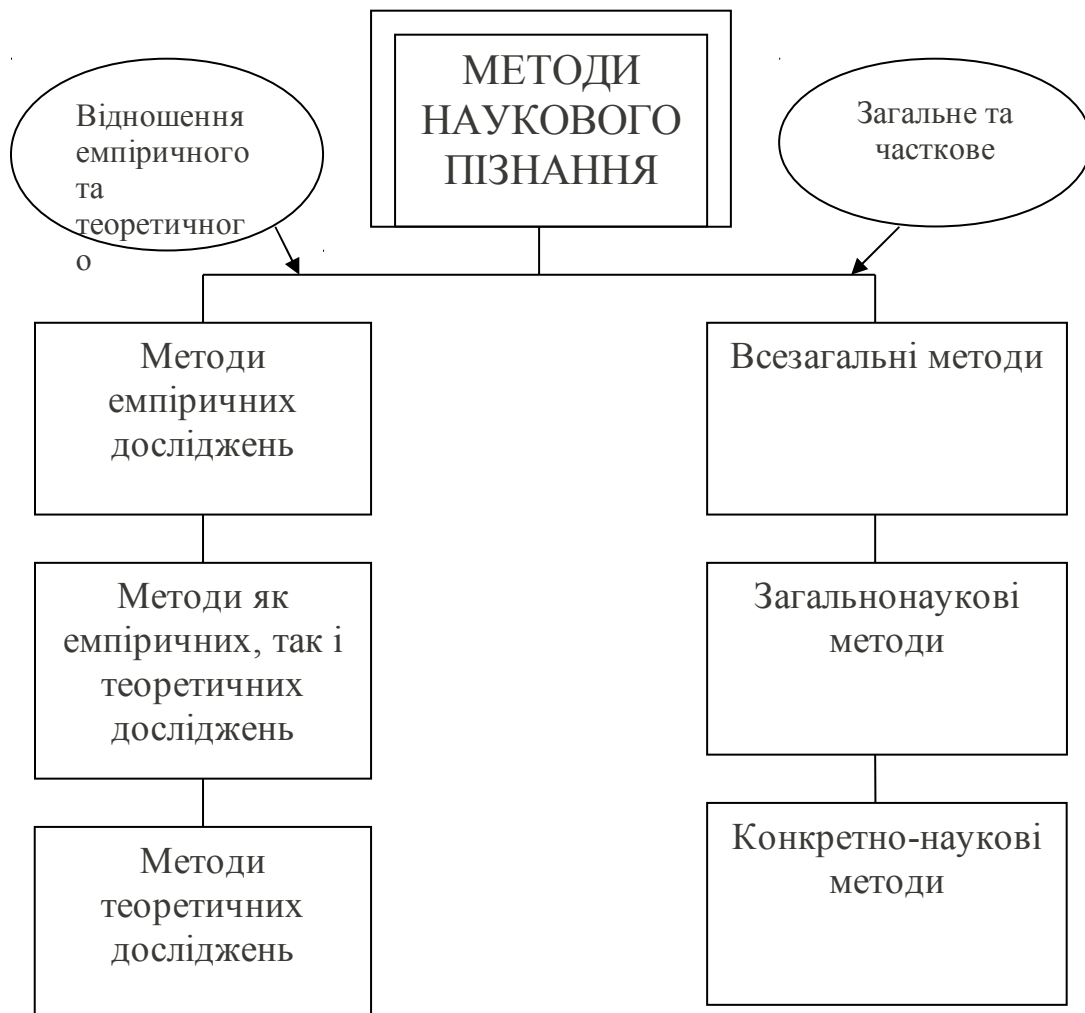 МЕТОДИ
НАУКОВОГО
ПІЗНАННЯ
Відношення
емпіричного
та
теоретичног
о
Загальне та
часткове
Методи
емпіричних
досліджень
Методи як
емпіричних, так і
теоретичних
досліджень
Методи
теоретичних
досліджень
Всезагальні методи
Загальнонаукові
методи
Конкретно-наукові
методи